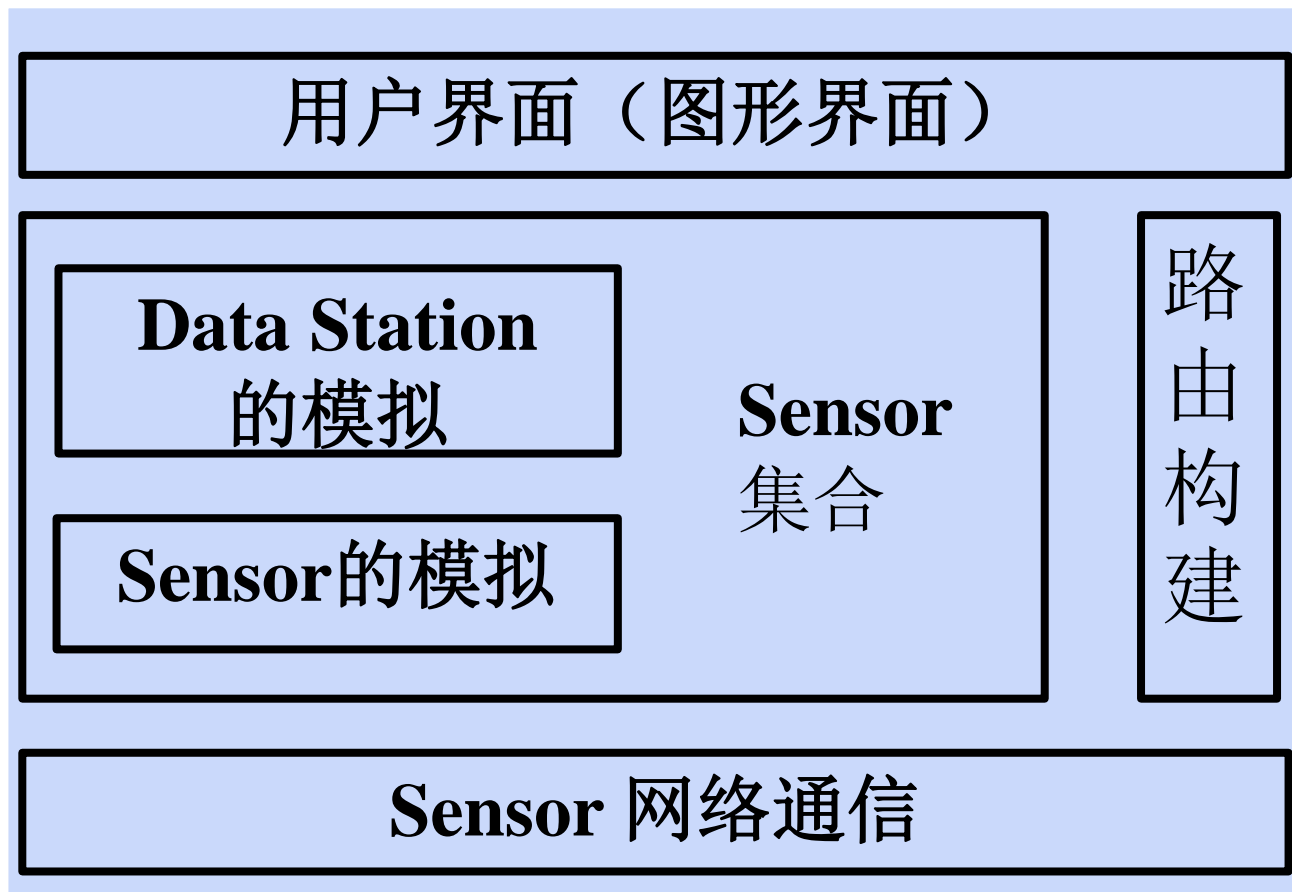 用户界面（图形界面）
Data Station
的模拟
Sensor的模拟
Sensor
集合
路
由
构
建
Sensor 网络通信